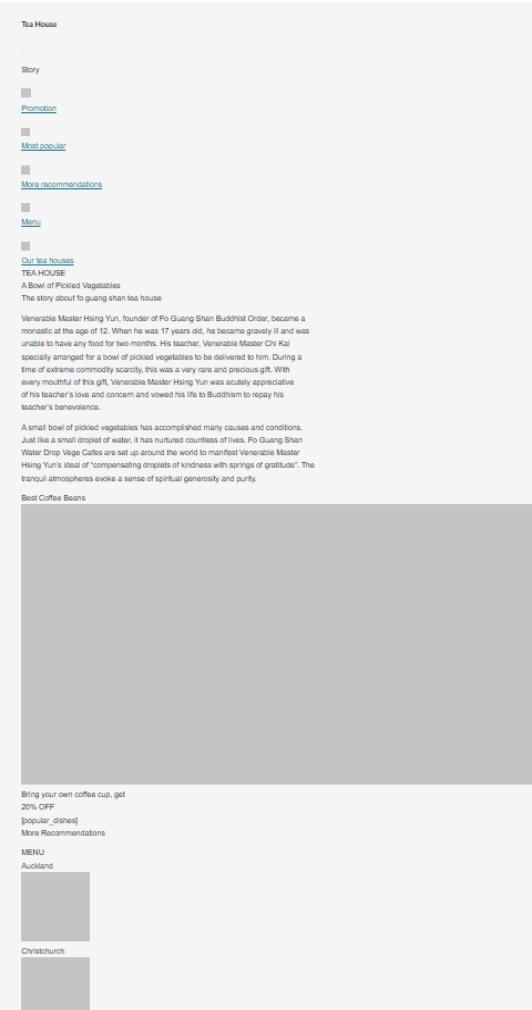 Tea House
Story
Promotion
Most popular
More recommendations
Menu
Our tea houses
TEA HOUSE
A Bowl of Pickled Vegetables
The story about fo guang shan tea house
Venerable Master Hsing Yun, founder of Fo Guang Shan Buddhist Order, became a
monastic at the age of 12. When he was 17 years old, he became gravely ill and was
unable to have any food for two months. His teacher, Venerable Master Chi Kai
specially arranged for a bowl of pickled vegetables to be delivered to him. During a
time of extreme commodity scarcity, this was a very rare and precious gift. With
every mouthful of this gift, Venerable Master Hsing Yun was acutely appreciative
of his teacher's love and concern and vowed his life to Buddhism to repay his
teacher's benevolence.
A small bowl of pickled vegetables has accomplished many causes and conditions.
Just like a small droplet of water, it has nurtured countless of lives. Fo Guang Shan
Water Drop Vege Cafes are set up around the world to manifest Venerable Master
Hsing Yun's ideal of "compensating droplets of kindness with springs of gratitude". The
tranquil atmospheres evoke a sense of spiritual generosity and purity.
Best Coffee Beans
Bring your own coffee cup, get
20% OFF
[popular_dishes]
More Recommendations
MENU
Auckland
Christchurch